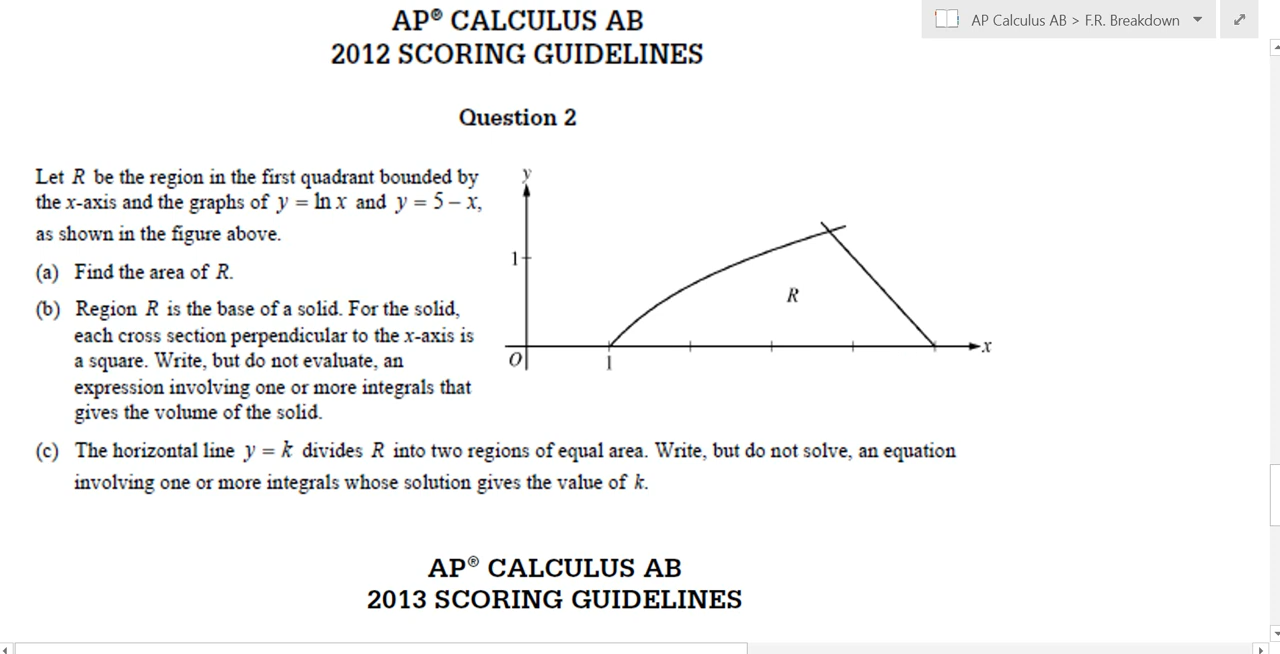 AP® CALCULUS AB
2012 SCORING GUIDELINES
AP Calculus AB > F.R. Breakdown
Question 2
Let R be the region in the first quadrant bounded by
the x-axis and the graphs of y = ln x and y = 5 – x,
as shown in the figure above.
(a) Find the area of R.
(b) Region R is the base of a solid. For the solid,
each cross section perpendicular to the x-axis is
a square. Write, but do not evaluate, an
expression involving one or more integrals that
gives the volume of the solid.
y
1
R
O
1
x
(c) The horizontal line y = k divides R into two regions of equal area. Write, but do not solve, an equation
involving one or more integrals whose solution gives the value of k.
AP® CALCULUS AB
2013 SCORING GUIDELINES